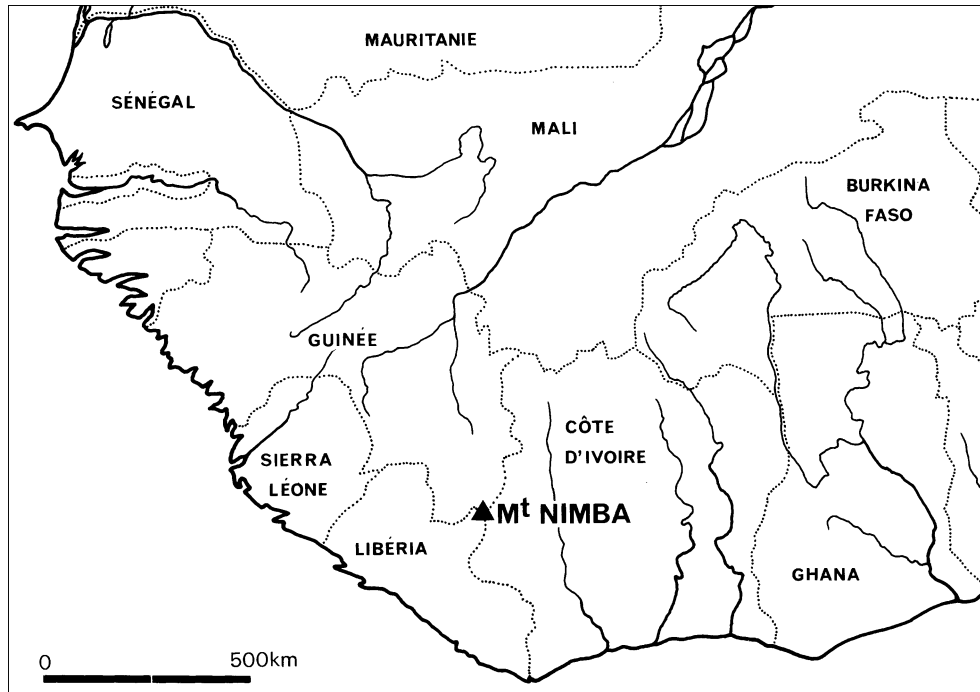 MAURITANIE
SÉNÉGAL
MALI
BURKINA
FASO
GUINÉE
CÔTE
D'IVOIRE
SIERRA
LÉONE
Mt NIMBA
LIBÉRIA
GHANA
0 500km